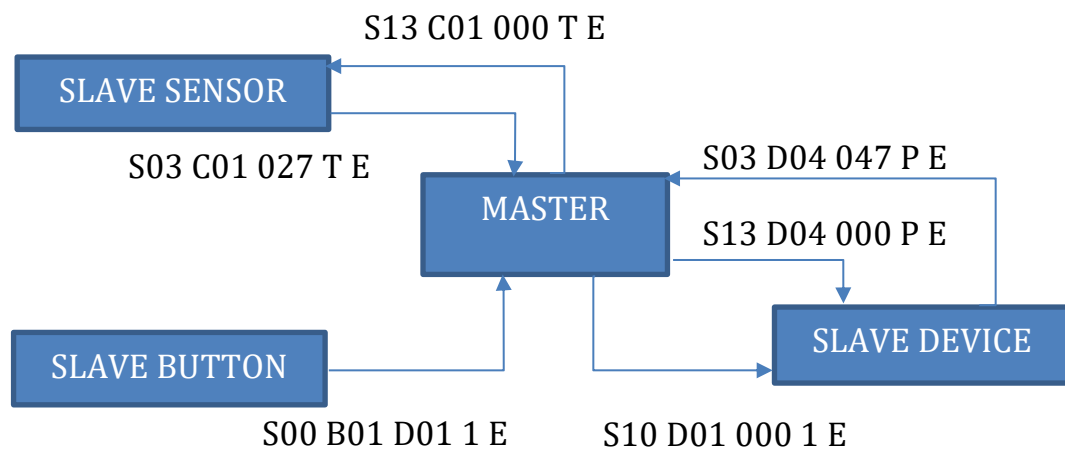 S13 C01 000 T E
SLAVE SENSOR
S03 C01 027 T E
S03 D04 047 P E
MASTER
S13 D04 000 P E
SLAVE DEVICE
SLAVE BUTTON
S00 B01 D01 1 E
S10 D01 000 1 E